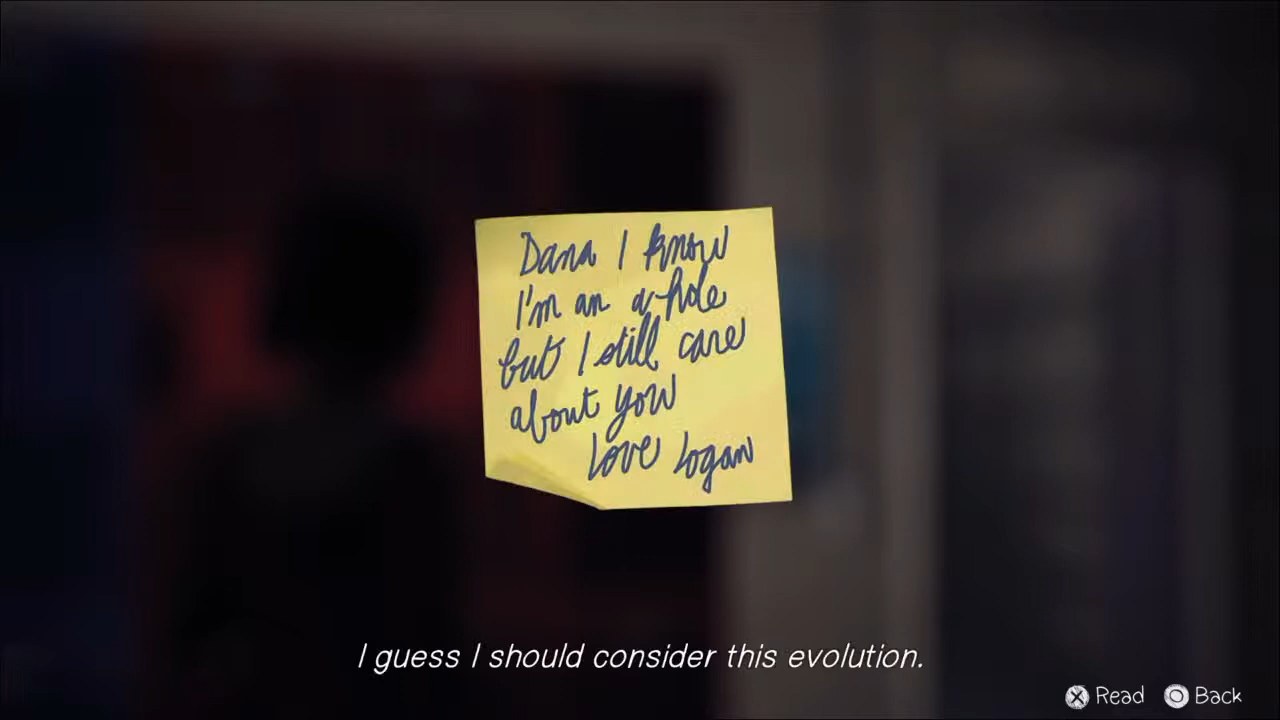 Dana I know
I'm an a-hole
but I still care
about you
Love Logan
I guess I should consider this evolution.
Read Back